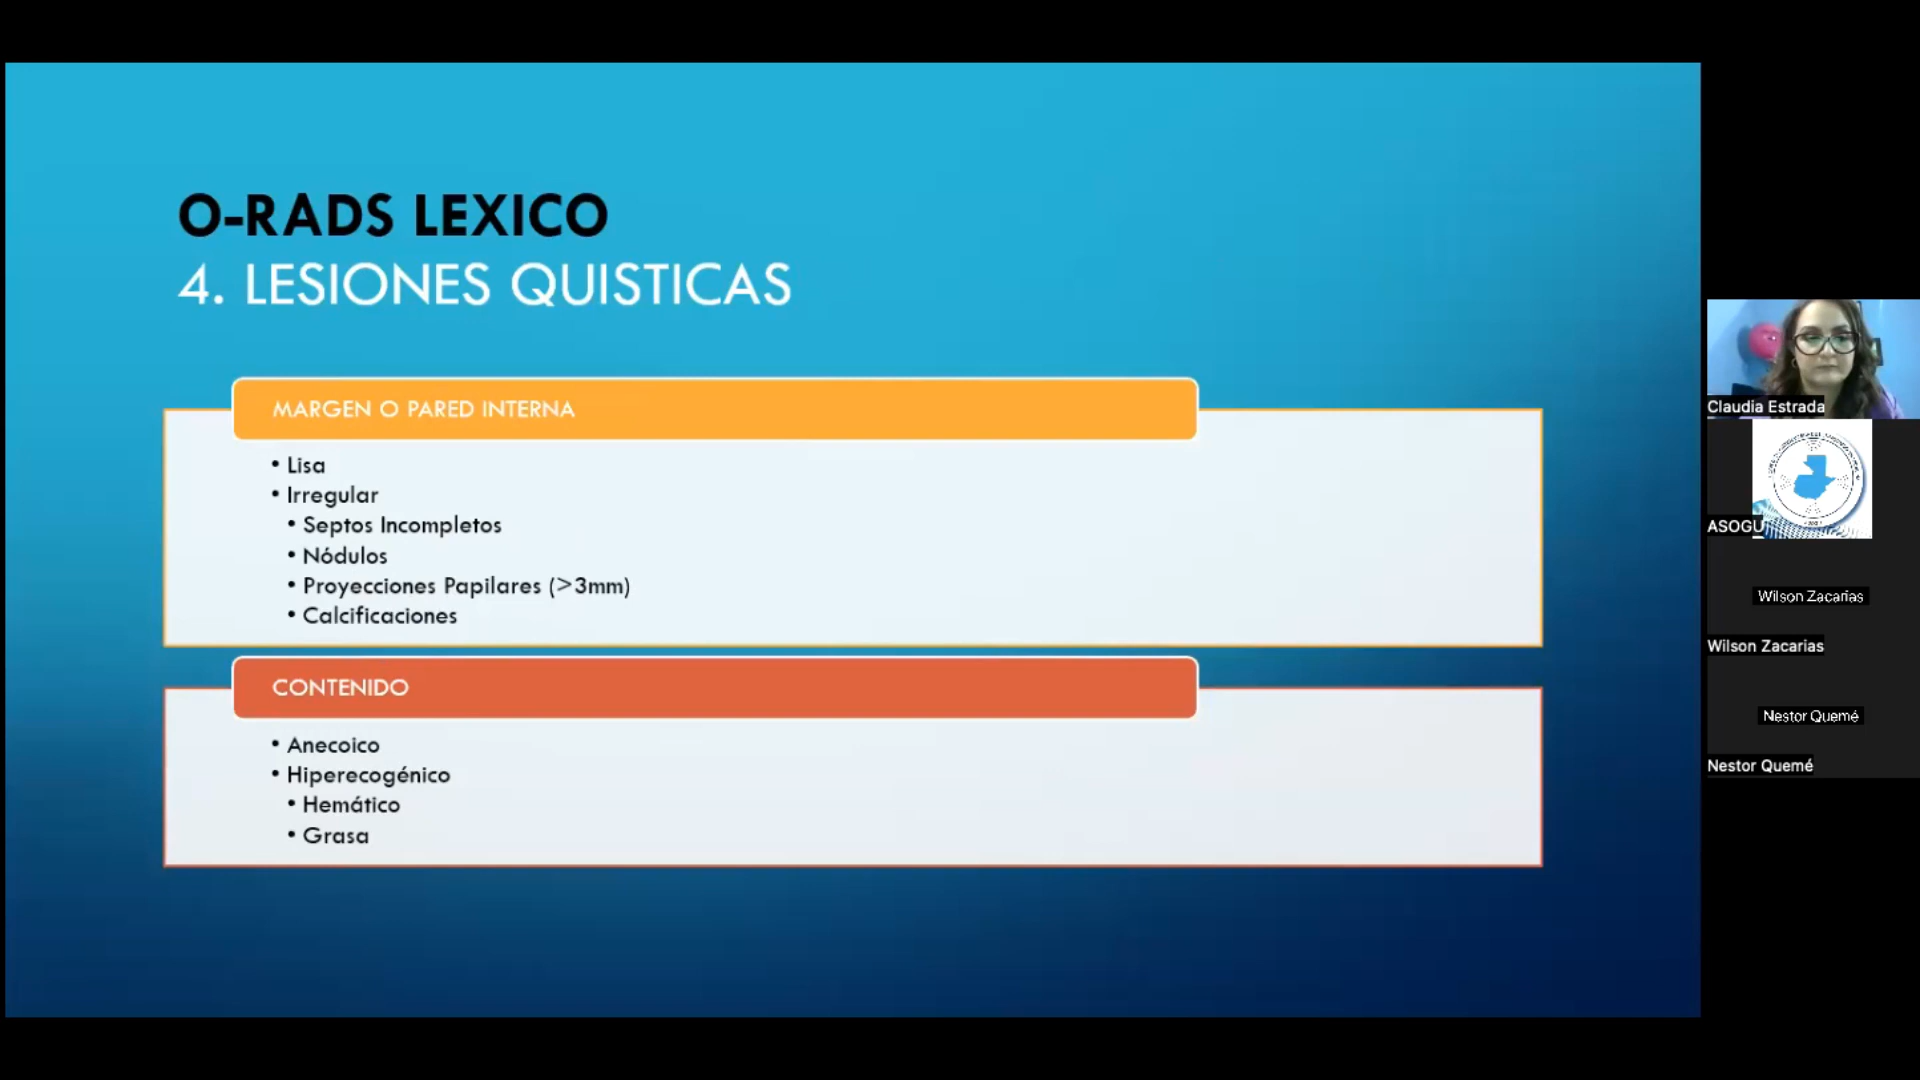 O-RADS LEXICO
4. LESIONES QUISTICAS
MARGEN O PARED INTERNA
• Lisa
• Irregular
• Septos Incompletos
• Nódulos
• Proyecciones Papilares (>3mm)
• Calcificaciones
CONTENIDO
• Anecoico
• Hiperecogénico
• Hemático
• Grasa
Claudia Estrada
ASOGU
Wilson Zacarias
Wilson Zacarias
Nestor Quemé
Nestor Quemé